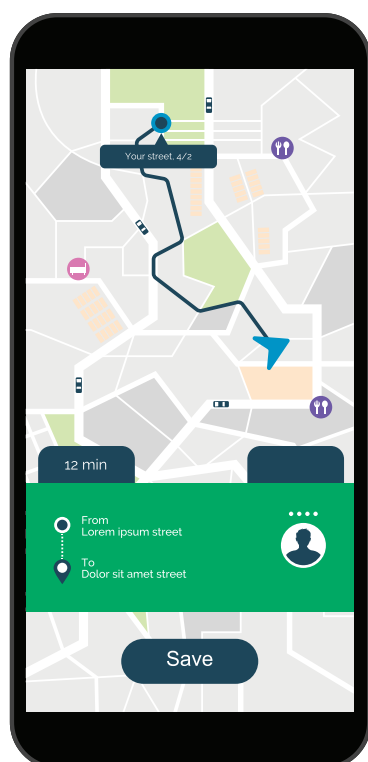 Your street, 4/2
12 min
From
Lorem ipsum street
To
Dolor sit amet street
Save